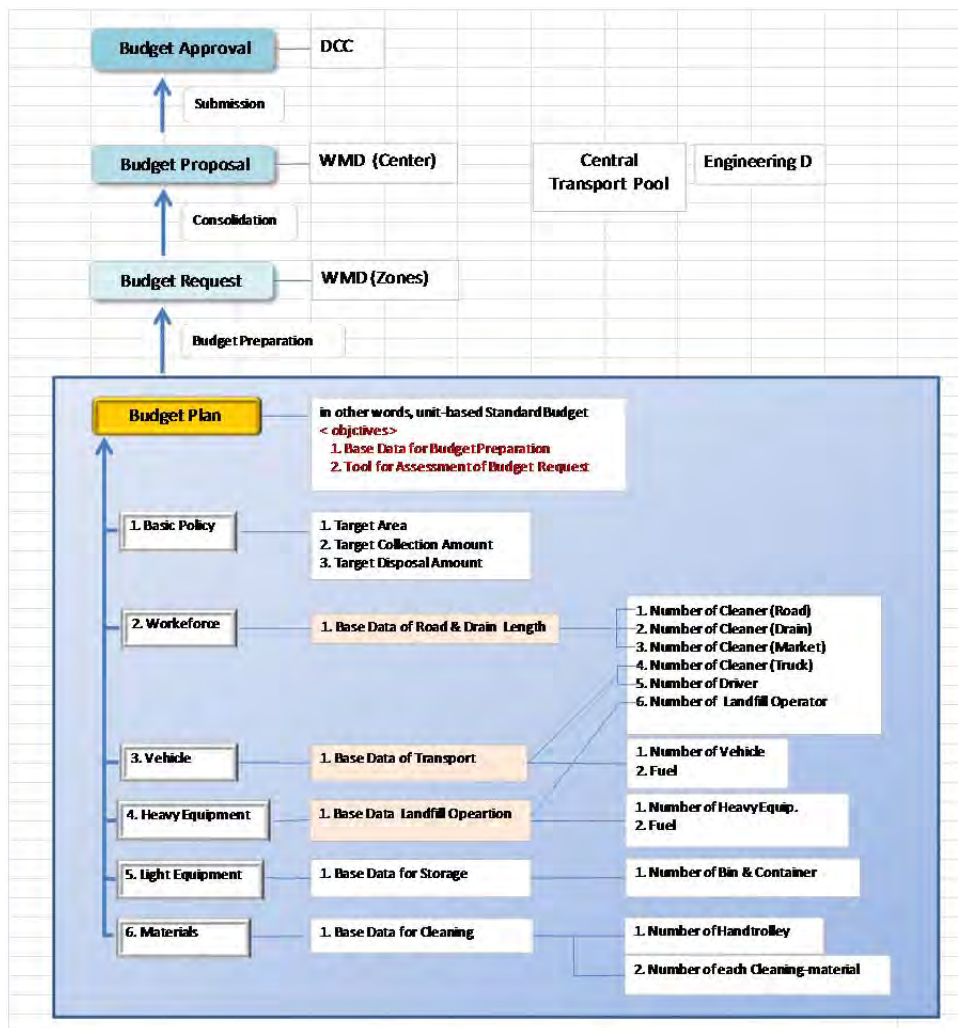 Budget Approval
DCC
Submission
Budget Proposal
WMD (Center)
Central
Transport Pool
Engineering D
Consolidation
Budget Request
WMD (Zones)
Budget Preparation
Budget Plan
in other words, unit-based Standard Budget
< objctives>
1. Base Data for Budget Preparation
2. Tool for Assessment of Budget Request
1. Basic Policy
1. Target Area
2. Target Collection Amount
3. Target Disposal Amount
2. Workeforce
1. Base Data of Road & Drain Length
1. Number of Cleaner (Road)
2. Number of Cleaner (Drain)
3. Number of Cleaner (Market)
4. Number of Cleaner (Truck)
5. Number of Driver
6. Number of Landfill Operator
3. Vehicle
1. Base Data of Transport
1. Number of Vehicle
2. Fuel
4. Heavy Equipment
1. Base Data Landfill Opeartion
1. Number of Heavy Equip.
2. Fuel
5. Light Equipment
1. Base Data for Storage
1. Number of Bin & Container
6. Materials
1. Base Data for Cleaning
1. Number of Handtrolley
2. Number of each Cleaning-material